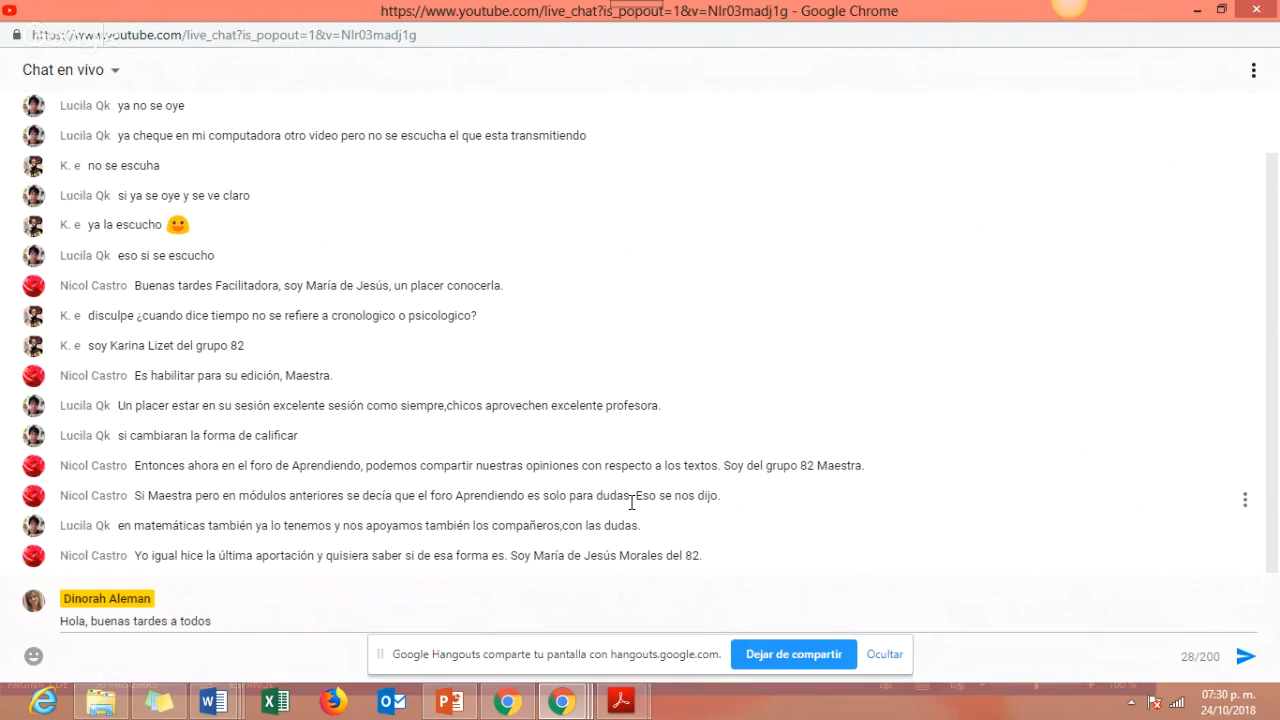 https://www.youtube.com/live_chat?is_popout=1&v=NIr03madj1g - Google Chrome
https://www.youtube.com/live_chat?is_popout=1&v=NIr03madj1g
Chat en vivo
Lucila Qk ya no se oye
Lucila Qk ya cheque en mi computadora otro video pero no se escucha el que esta transmitiendo
K. e no se escuha
Lucila Qk si ya se oye y se ve claro
K. e ya la escucho
Lucila Qk eso si se escucho
Nicol Castro Buenas tardes Facilitadora, soy María de Jesús, un placer conocerla.
K. e disculpe ¿cuando dice tiempo no se refiere a cronologico o psicologico?
K. e soy Karina Lizet del grupo 82
Nicol Castro Es habilitar para su edición, Maestra.
Lucila Qk Un placer estar en su sesión excelente sesión como siempre,chicos aprovechen excelente profesora.
Lucila Qk si cambiaran la forma de calificar
Nicol Castro Entonces ahora en el foro de Aprendiendo, podemos compartir nuestras opiniones con respecto a los textos. Soy del grupo 82 Maestra.
Nicol Castro Si Maestra pero en módulos anteriores se decía que el foro Aprendiendo es solo para dudas. Eso se nos dijo.
Lucila Qk en matemáticas también ya lo tenemos y nos apoyamos también los compañeros,con las dudas.
Nicol Castro Yo igual hice la última aportación y quisiera saber si de esa forma es. Soy María de Jesús Morales del 82.
Dinorah Aleman
Hola, buenas tardes a todos
Google Hangouts comparte tu pantalla con hangouts.google.com. Dejar de compartir Ocultar
28/200
07:30 p. m.
24/10/2018